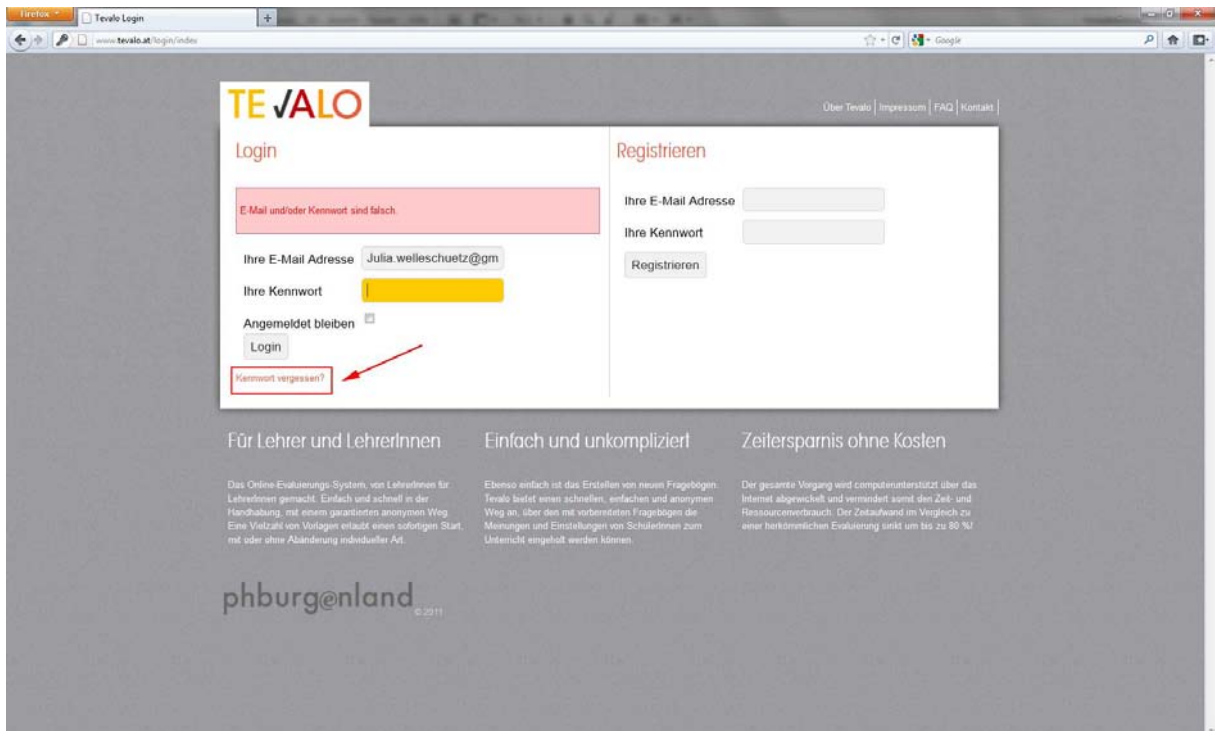 Firefox
Tevalo Login
www.tevalo.at/login/index
Google
TEVALO
Über Tevalo | Impressum | FAQ | Kontakt |
Login
E-Mail und/oder Kennwort sind falsch.
Ihre E-Mail Adresse Julia.welleschuetz@gm
Ihre Kennwort
Angemeldet bleiben
Login
Kennwort vergessen?
Registrieren
Ihre E-Mail Adresse
Ihre Kennwort
Registrieren
Für Lehrer und LehrerInnen
Das Online-Evaluierungs-System, von LehrerInnen für
LehrerInnen gemacht. Einfach und schnell in der
Handhabung, mit einem garantierten anonymen Weg.
Eine Vielzahl von Vorlagen erlaubt einen sofortigen Start,
mit oder ohne Abänderung individueller Art.
Einfach und unkompliziert
Ebenso einfach ist das Erstellen von neuen Fragebögen.
Tevalo bietet einen schnellen, einfachen und anonymen
Weg an, über den mit vorbereiteten Fragebögen die
Meinungen und Einstellungen von SchülerInnen zum
Unterricht eingeholt werden können.
Zeitersparnis ohne Kosten
Der gesamte Vorgang wird computerunterstützt über das
Internet abgewickelt und vermindert somit den Zeit- und
Ressourcenverbrauch. Der Zeitaufwand im Vergleich zu
einer herkömmlichen Evaluierung sinkt um bis zu 80 %!
phburgenland © 2011